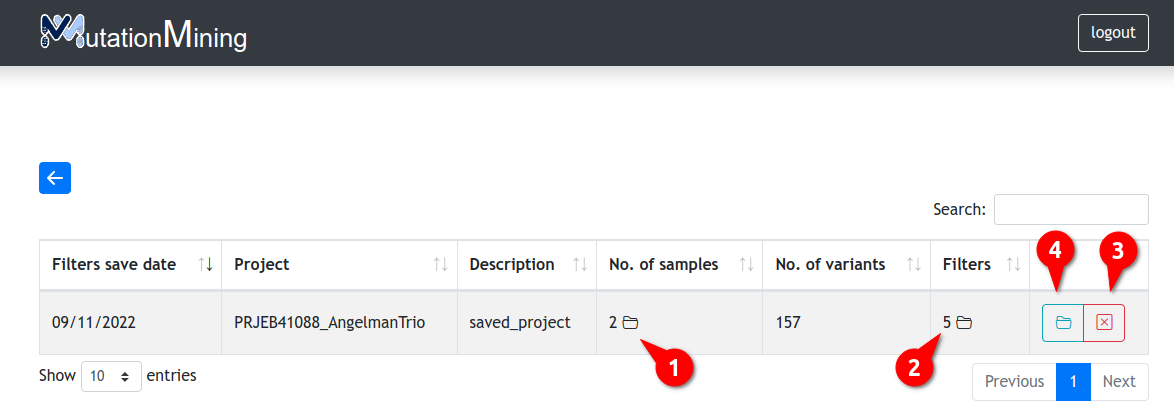 MutationMining
logout
Search:
4
3
Filters save date Project Description No. of samples No. of variants Filters
09/11/2022 PRJEB41088_AngelmanTrio saved_project 2 157 5
1
2
Show 10 entries
Previous 1 Next